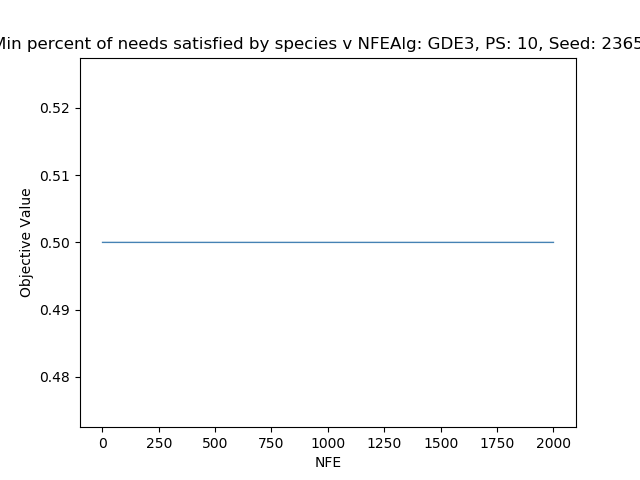 Min percent of needs satisfied by species v NFEAlg: GDE3, PS: 10, Seed: 2365
0.52
0.51
0.50
0.49
0.48
Objective Value
0 250 500 750 1000 1250 1500 1750 2000
NFE